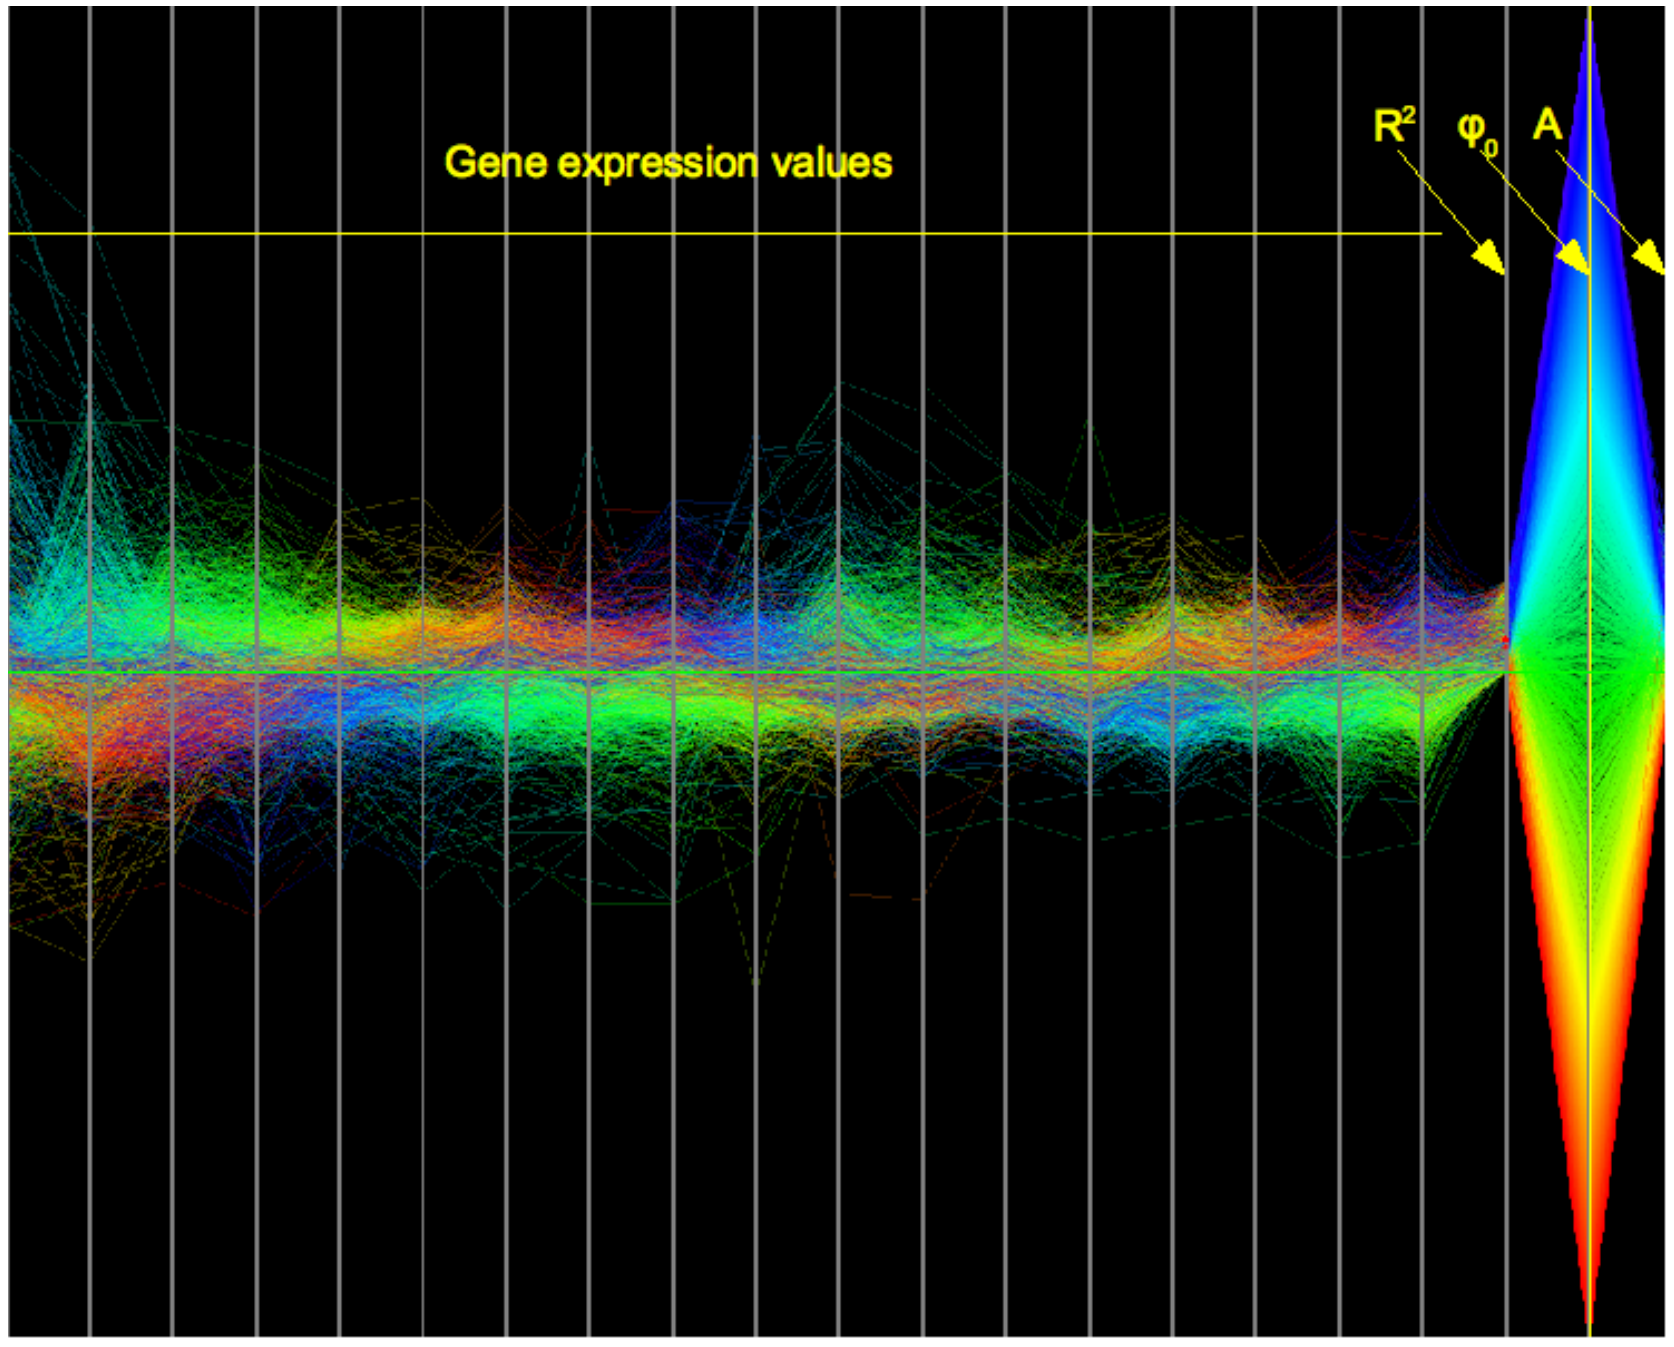 Gene expression values
R² φ₀ A